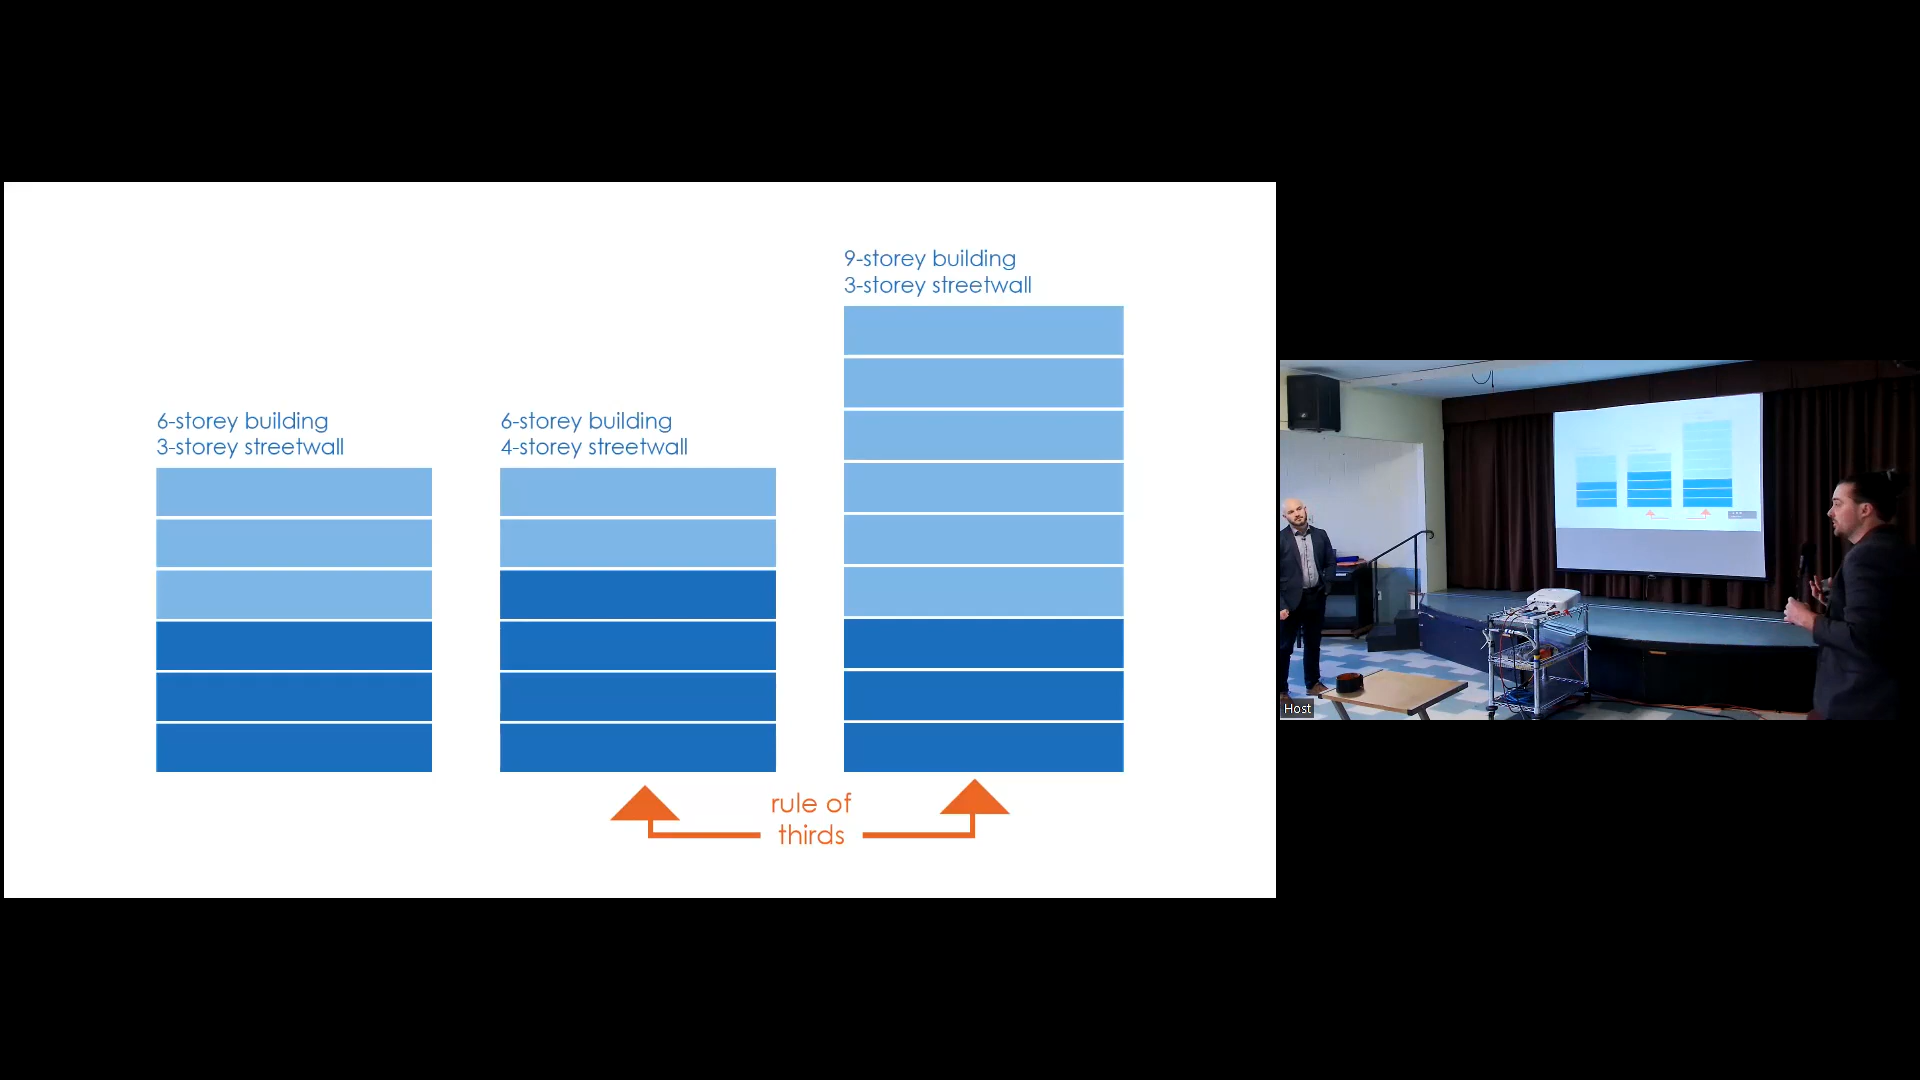 9-storey building
3-storey streetwall
6-storey building
3-storey streetwall
6-storey building
4-storey streetwall
rule of
thirds
Host